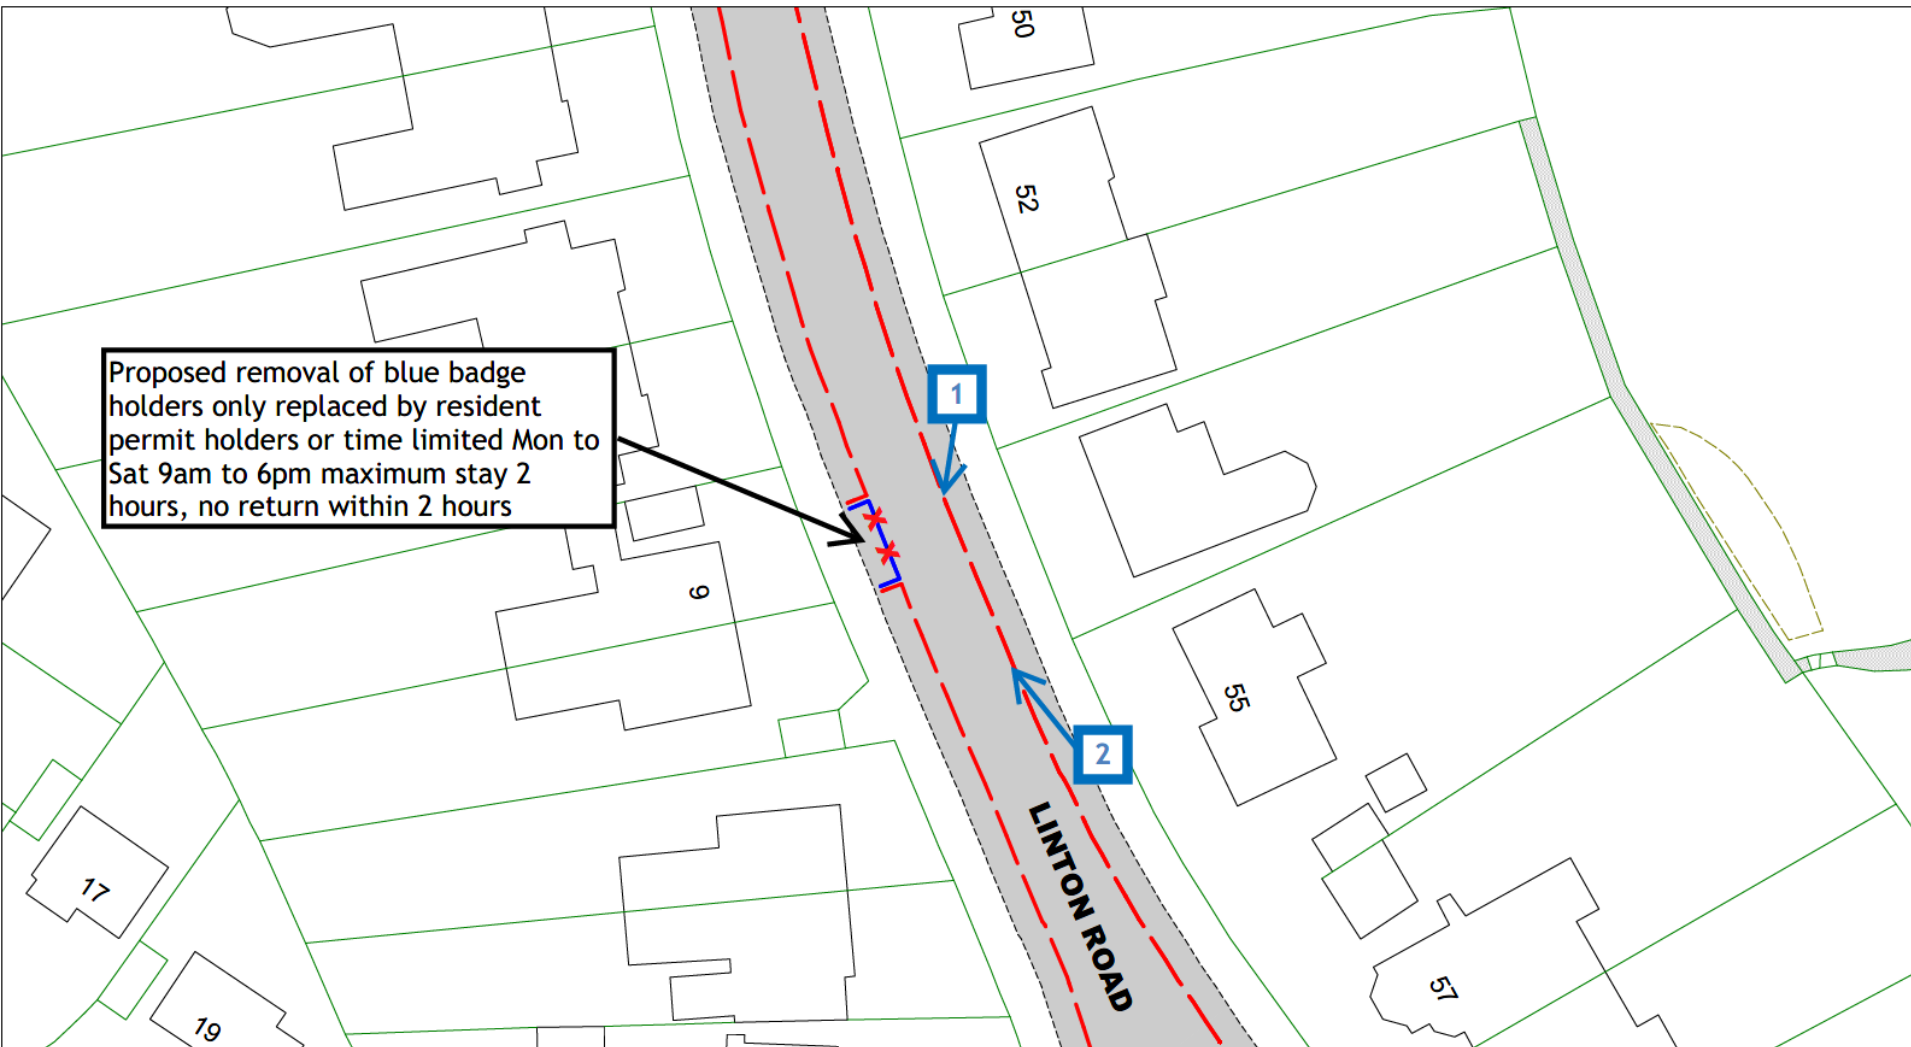 50
52
1
Proposed removal of blue badge
holders only replaced by resident
permit holders or time limited Mon to
Sat 9am to 6pm maximum stay 2
hours, no return within 2 hours
9
55
2
LINTON ROAD
17
57
19